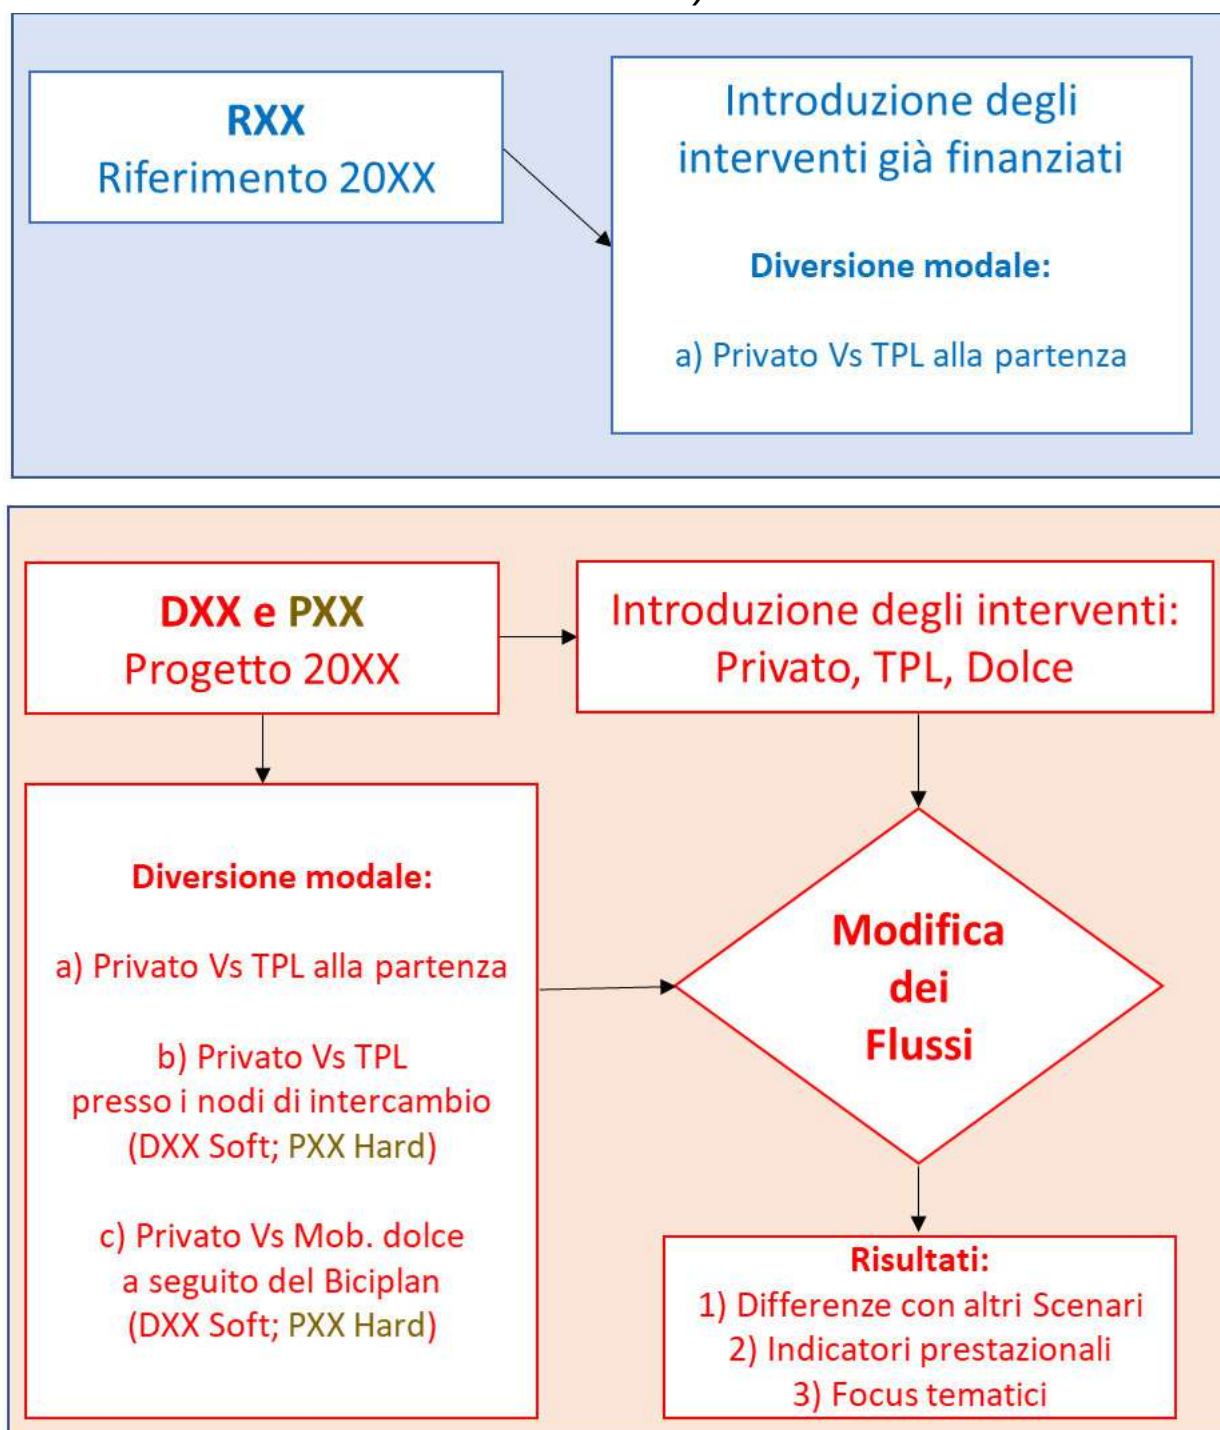 RXX
Riferimento 20XX
Introduzione degli
interventi già finanziati
Diversione modale:
a) Privato Vs TPL alla partenza
DXX e PXX
Progetto 20XX
Introduzione degli interventi:
Privato, TPL, Dolce
Diversione modale:
a) Privato Vs TPL alla partenza
b) Privato Vs TPL
presso i nodi di intercambio
(DXX Soft; PXX Hard)
c) Privato Vs Mob. dolce
a seguito del Biciplan
(DXX Soft; PXX Hard)
Modifica
dei
Flussi
Risultati:
1) Differenze con altri Scenari
2) Indicatori prestazionali
3) Focus tematici